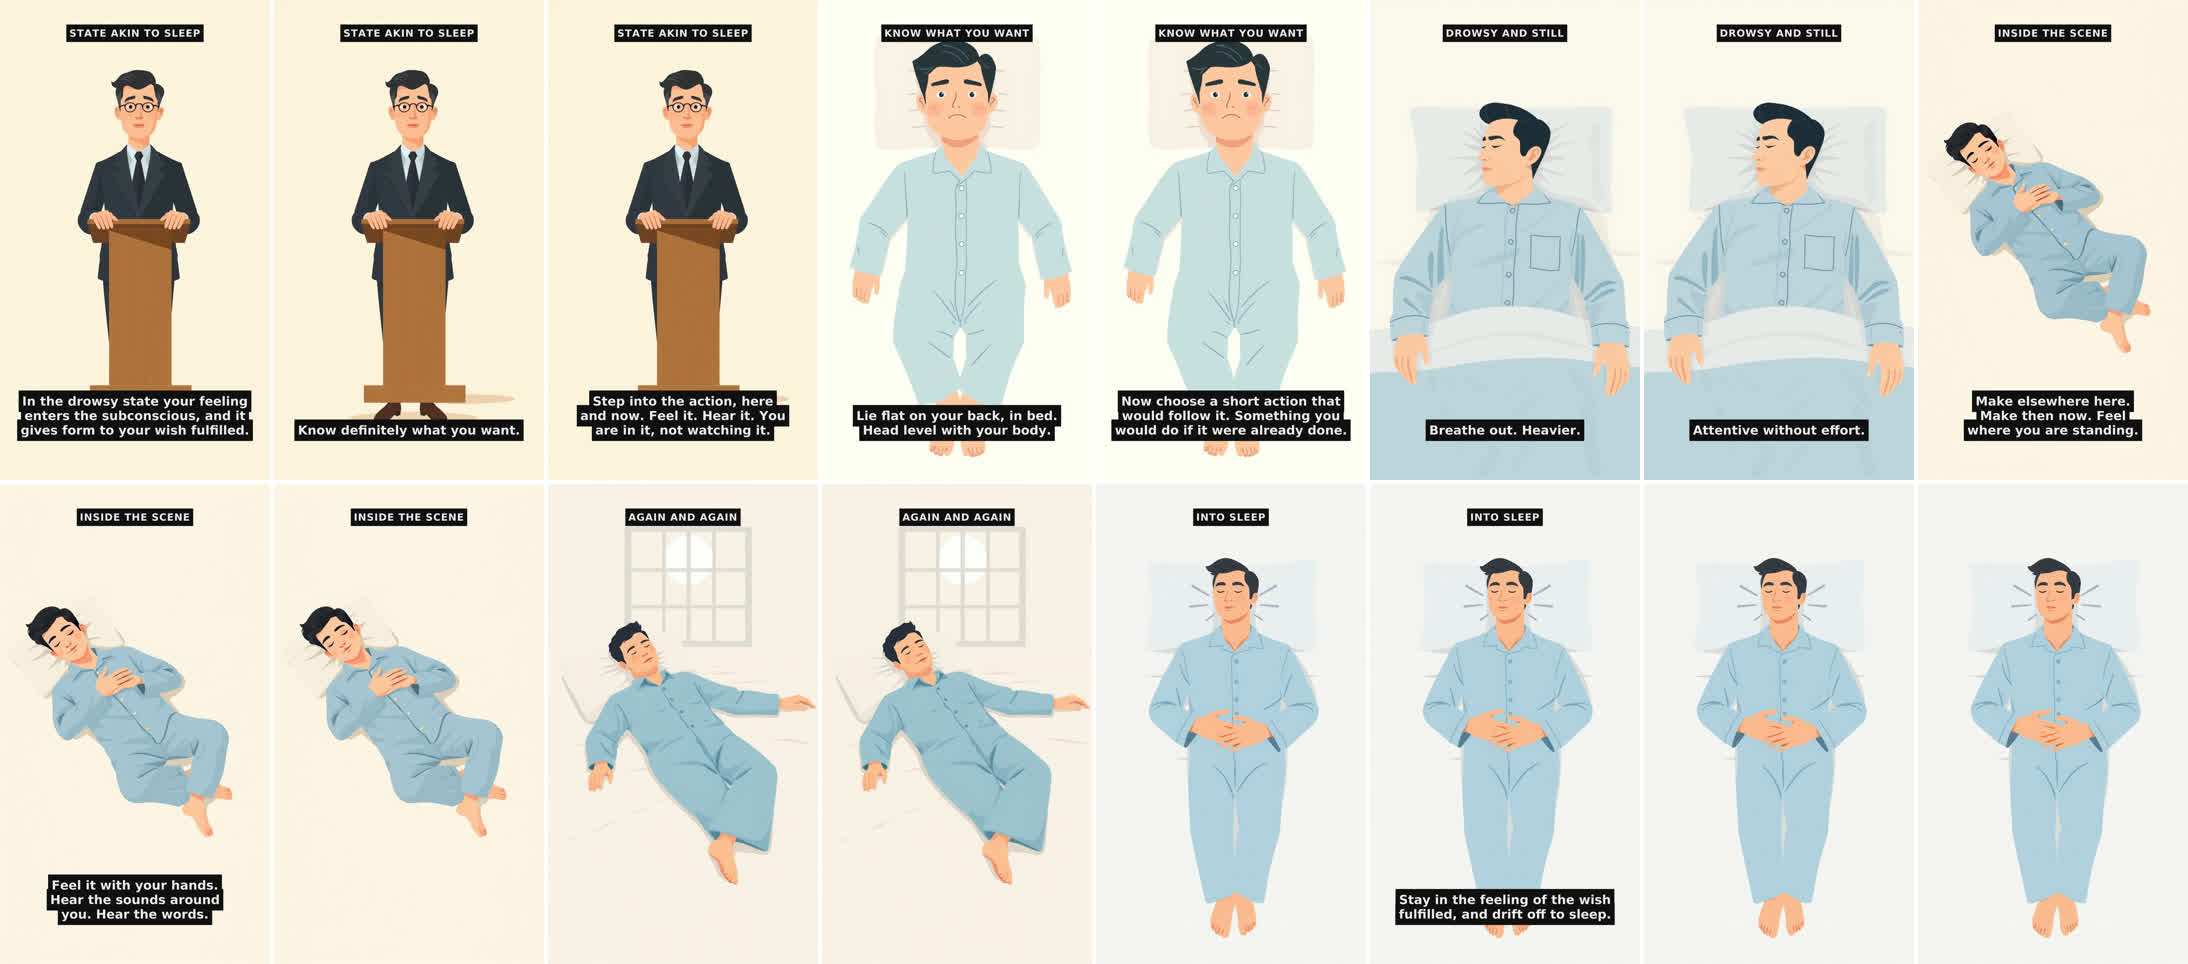 STATE AKIN TO SLEEP
In the drowsy state your feeling
enters the subconscious, and it
gives form to your wish fulfilled.
STATE AKIN TO SLEEP
Know definitely what you want.
STATE AKIN TO SLEEP
Step into the action, here
and now. Feel it. Hear it. You
are in it, not watching it.
KNOW WHAT YOU WANT
Lie flat on your back, in bed.
Head level with your body.
KNOW WHAT YOU WANT
Now choose a short action that
would follow it. Something you
would do if it were already done.
DROWSY AND STILL
Breathe out. Heavier.
DROWSY AND STILL
Attentive without effort.
INSIDE THE SCENE
Make elsewhere here.
Make then now. Feel
where you are standing.
INSIDE THE SCENE
Feel it with your hands.
Hear the sounds around
you. Hear the words.
INSIDE THE SCENE
AGAIN AND AGAIN
AGAIN AND AGAIN
INTO SLEEP
INTO SLEEP
Stay in the feeling of the wish
fulfilled, and drift off to sleep.